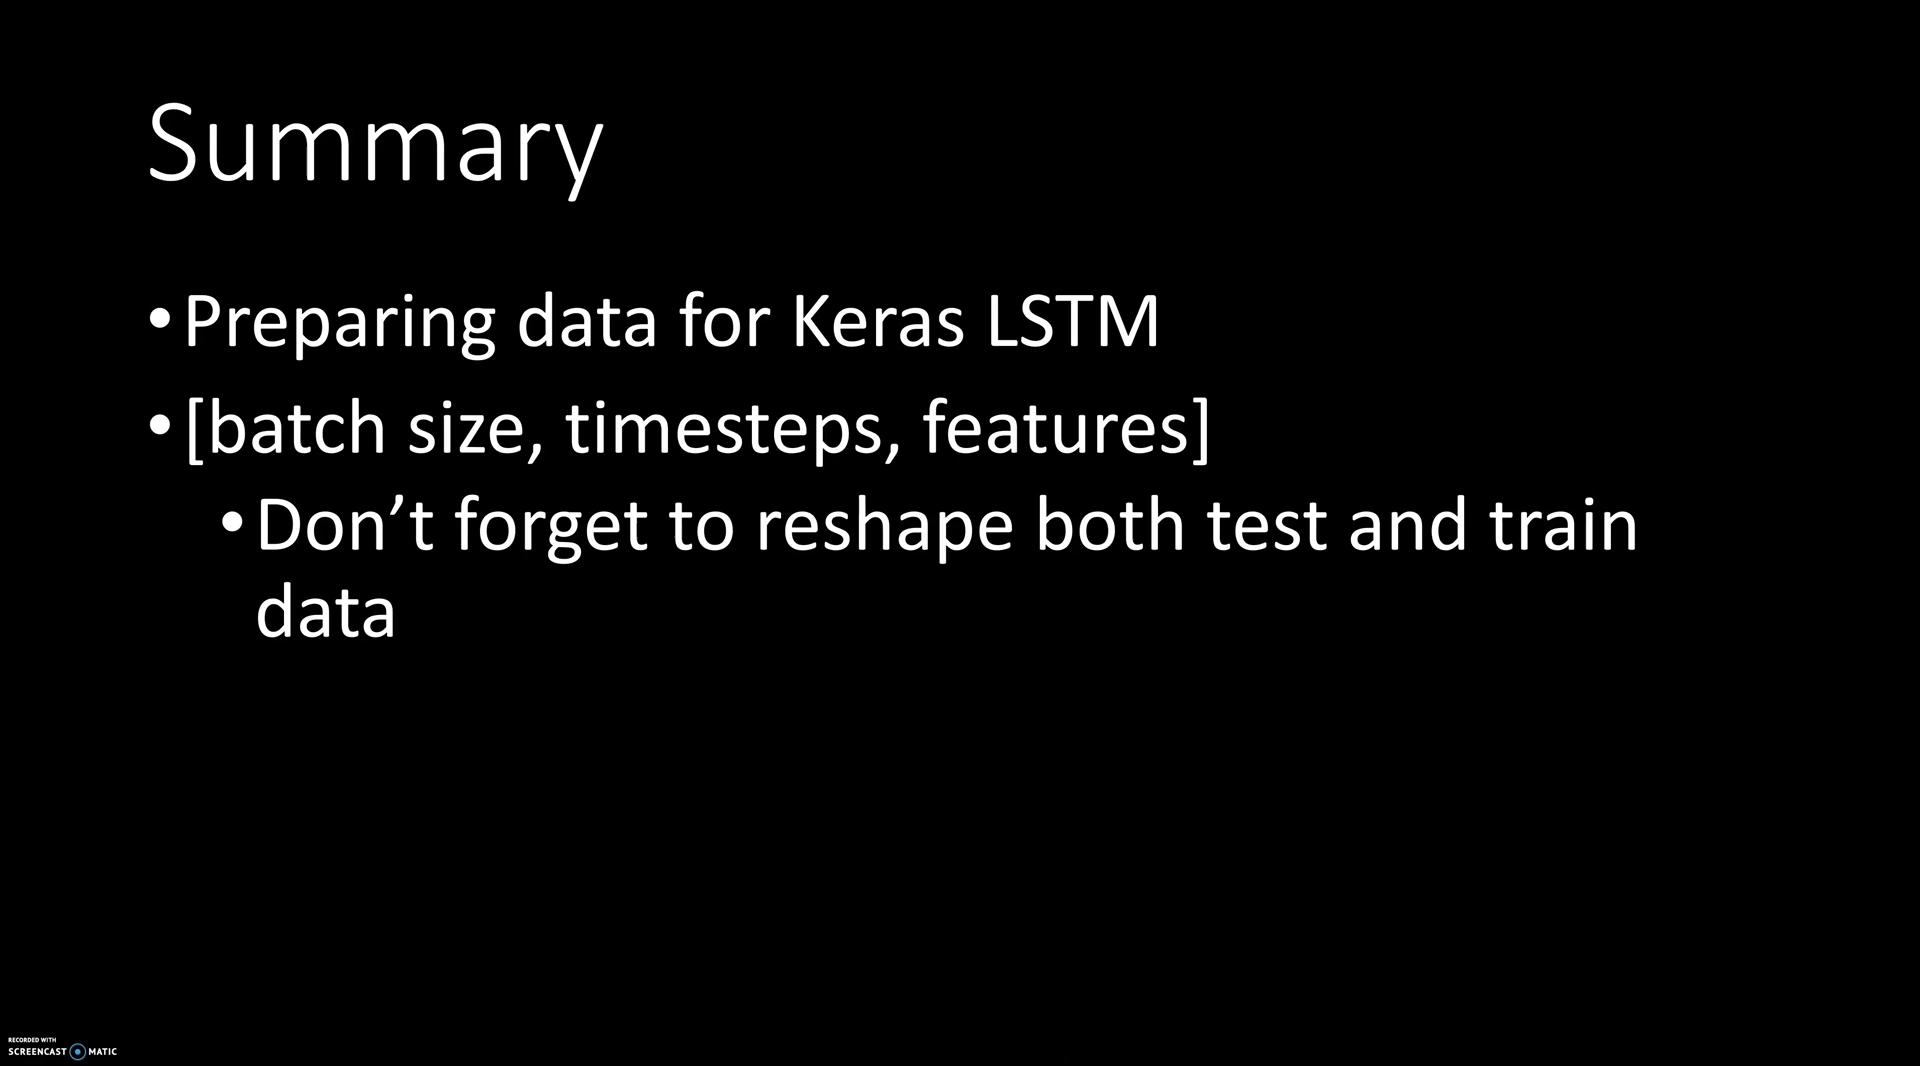 Summary
•Preparing data for Keras LSTM
•[batch size, timesteps, features]
•Don’t forget to reshape both test and train
data
RECORDED WITH
SCREENCAST MATIC